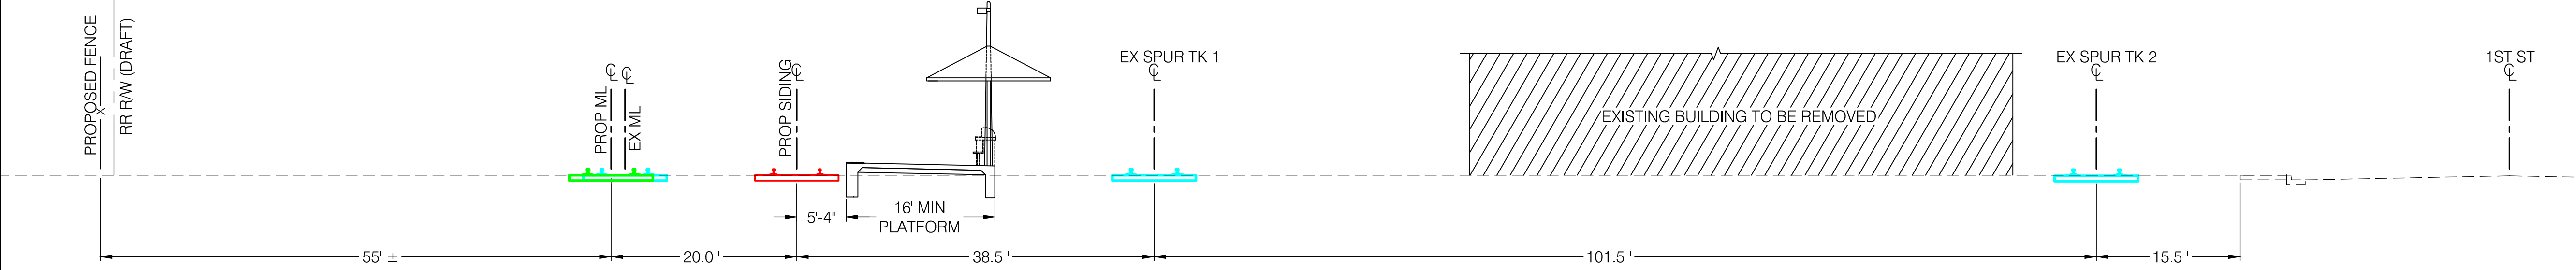 PROPOSED FENCE
X
RR R/W (DRAFT)
PROP ML
℄
℄
EX ML
PROP SIDING
℄
EX SPUR TK 1
℄
EXISTING BUILDING TO BE REMOVED
EX SPUR TK 2
℄
1ST ST
℄
5'-4"
16' MIN
PLATFORM
55' ±
20.0 '
38.5 '
101.5 '
15.5 '